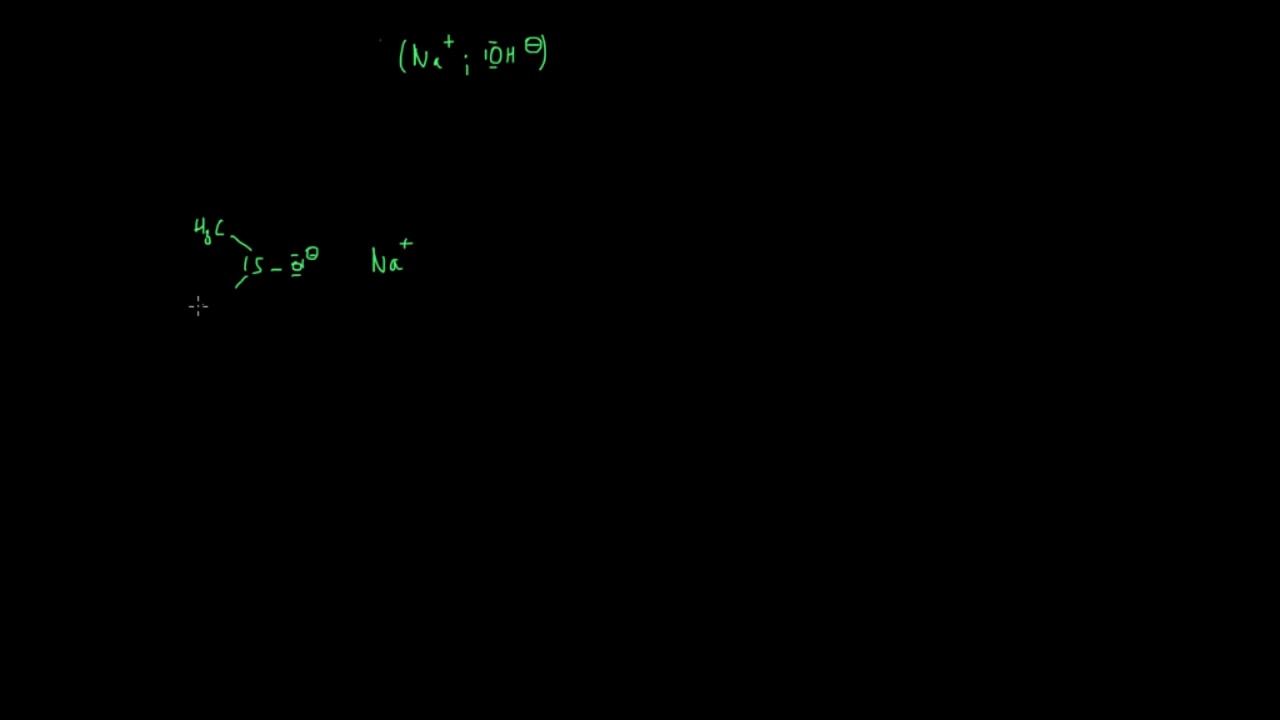 (Na⁺ ; |O̲̅H ⊖)
H₃C
|S – O̲̅| ⊖ Na⁺